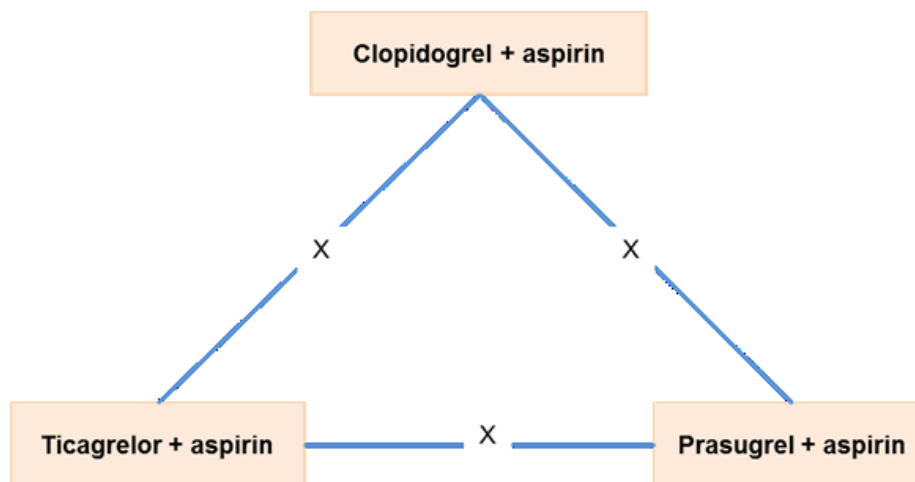 Clopidogrel + aspirin
X
X
X
Ticagrelor + aspirin
Prasugrel + aspirin